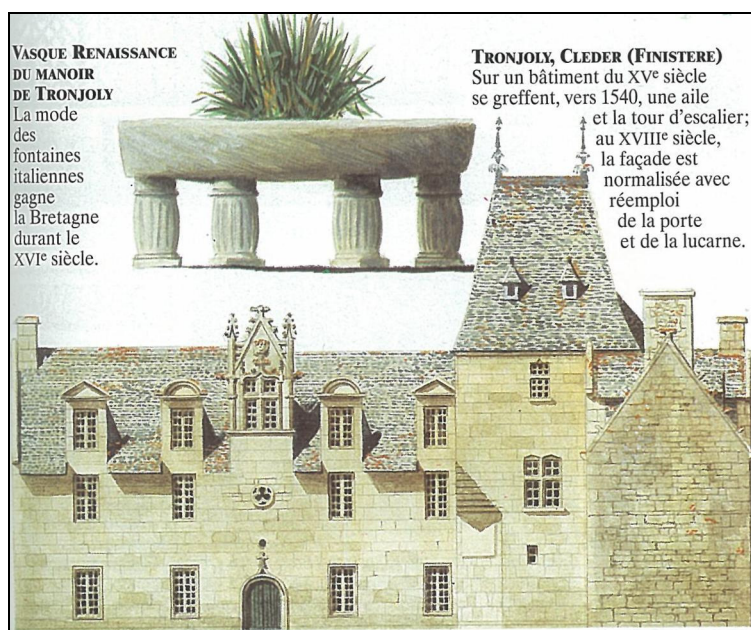 VASQUE RENAISSANCE
DU MANOIR
DE TRONJOLY
La mode
des
fontaines
italiennes
gagne
la Bretagne
durant le
XVIe siècle.
TRONJOLY, CLEDER (FINISTERE)
Sur un bâtiment du XVe siècle
se greffent, vers 1540, une aile
et la tour d'escalier;
au XVIIIe siècle,
la façade est
normalisée avec
réemploi
de la porte
et de la lucarne.